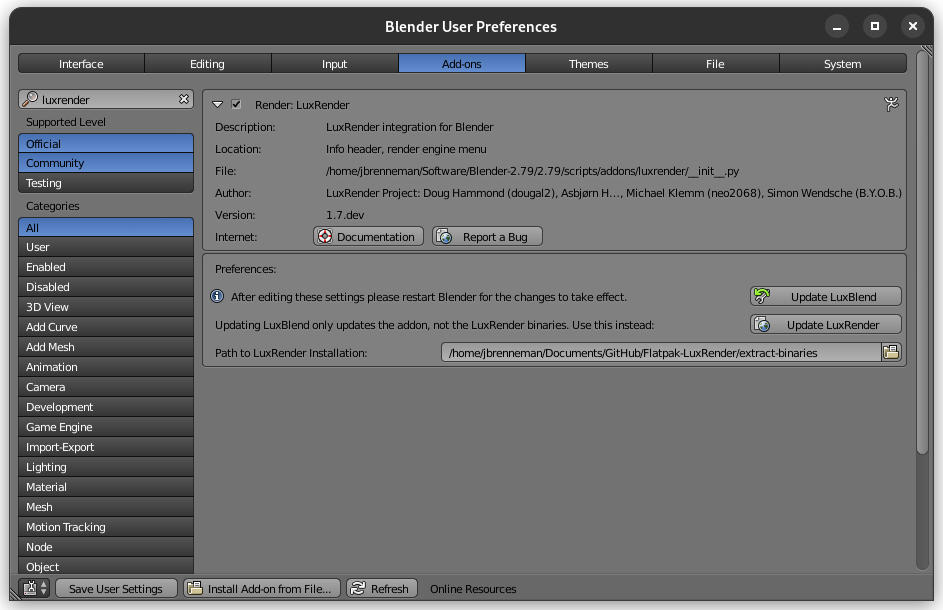 Blender User Preferences
Interface Editing Input Add-ons Themes File System
luxrender
Supported Level
Official
Community
Testing
Categories
All
User
Enabled
Disabled
3D View
Add Curve
Add Mesh
Animation
Camera
Development
Game Engine
Import-Export
Lighting
Material
Mesh
Motion Tracking
Node
Object
Render: LuxRender
Description: LuxRender integration for Blender
Location: Info header, render engine menu
File: /home/jbrenneman/Software/Blender-2.79/2.79/scripts/addons/luxrender/__init__.py
Author: LuxRender Project: Doug Hammond (dougal2), Asbjørn H..., Michael Klemm (neo2068), Simon Wendsche (B.Y.O.B.)
Version: 1.7.dev
Internet: Documentation Report a Bug
Preferences:
After editing these settings please restart Blender for the changes to take effect. Update LuxBlend
Updating LuxBlend only updates the addon, not the LuxRender binaries. Use this instead: Update LuxRender
Path to LuxRender Installation: /home/jbrenneman/Documents/GitHub/Flatpak-LuxRender/extract-binaries
Save User Settings Install Add-on from File... Refresh Online Resources